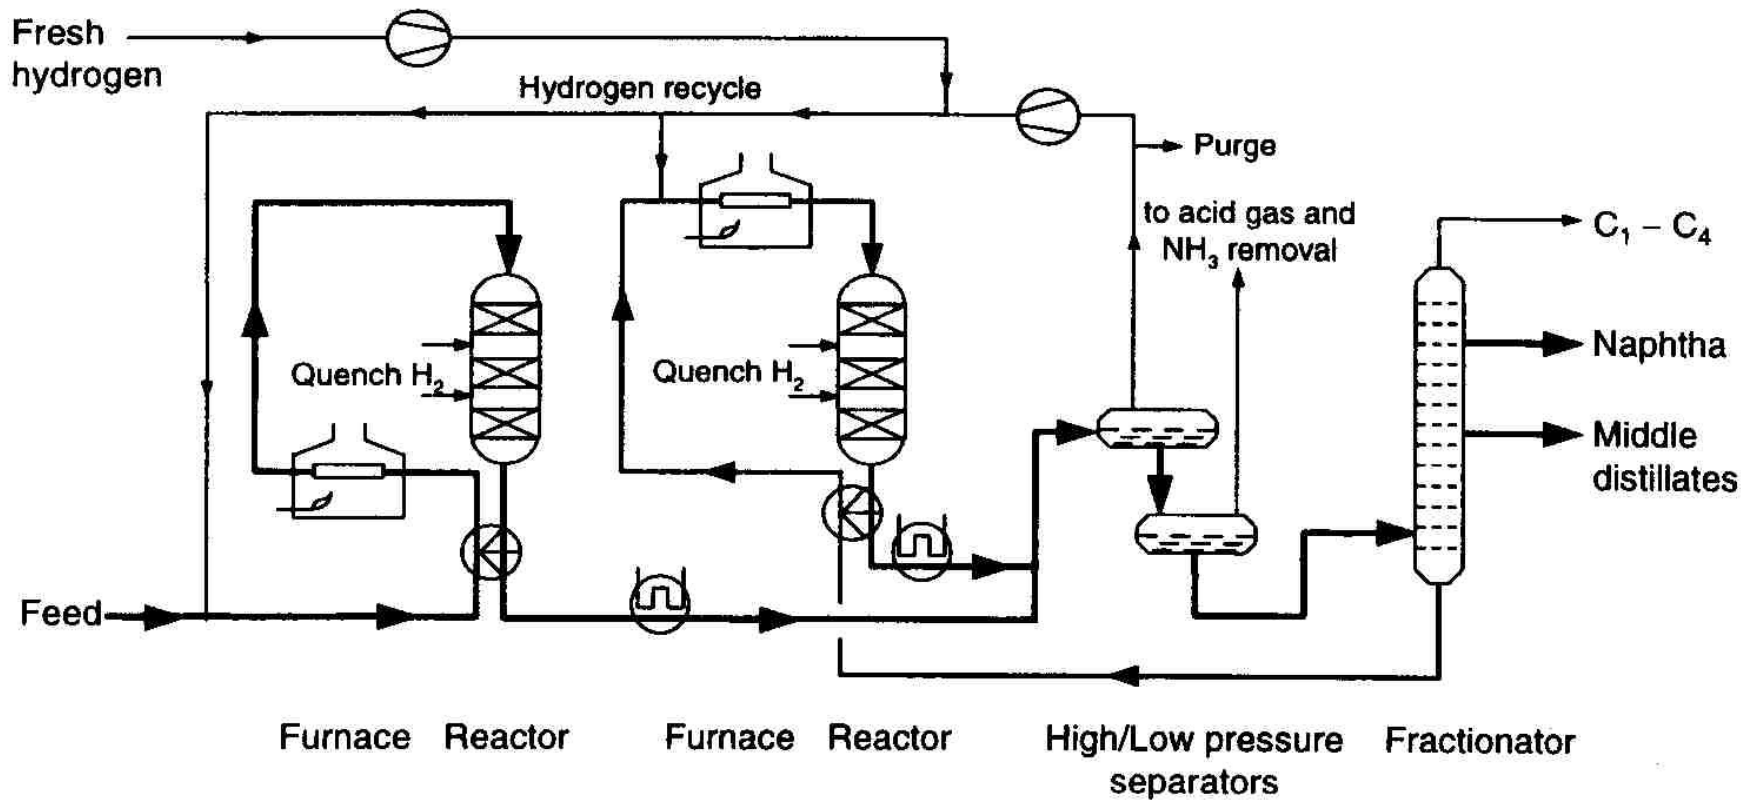 Fresh
hydrogen
Hydrogen recycle
Purge
to acid gas and
NH₃ removal
C₁ – C₄
Naphtha
Quench H₂
Quench H₂
Middle
distillates
Feed
Furnace
Reactor
Furnace
Reactor
High/Low pressure
separators
Fractionator